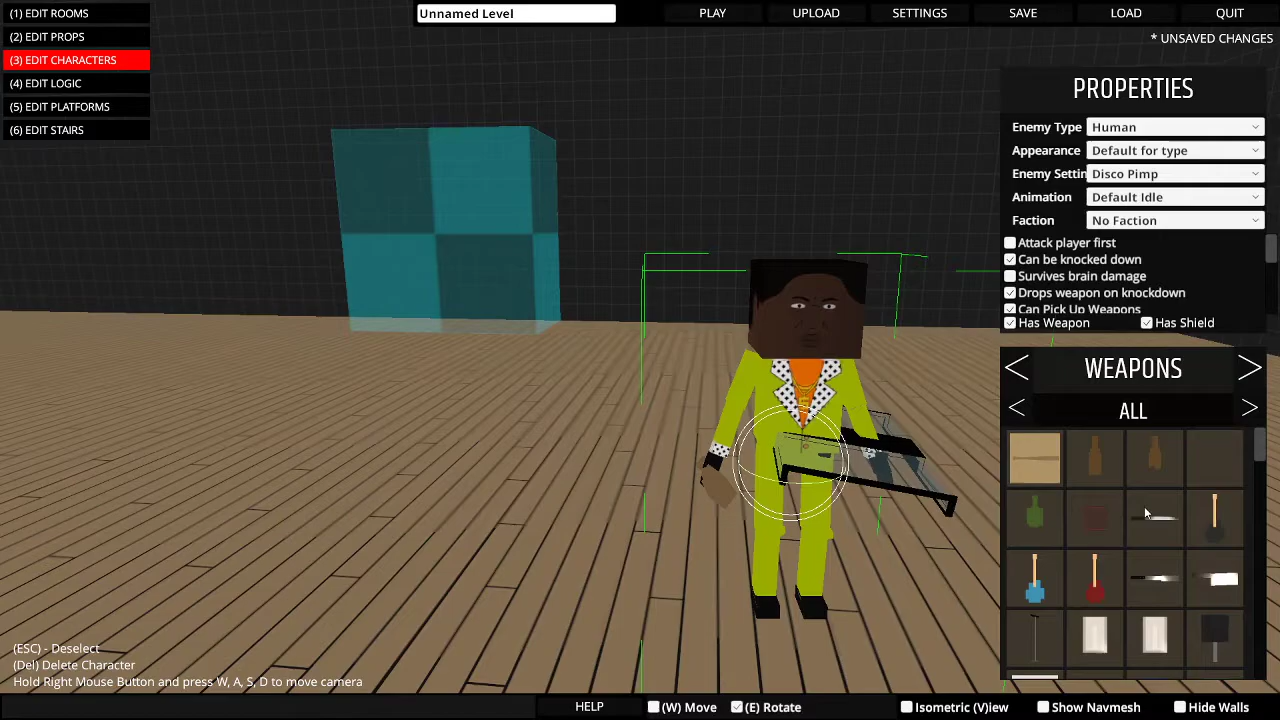 (1) EDIT ROOMS
Unnamed Level
PLAY
UPLOAD
SETTINGS
SAVE
LOAD
QUIT
(2) EDIT PROPS
* UNSAVED CHANGES
(3) EDIT CHARACTERS
(4) EDIT LOGIC
(5) EDIT PLATFORMS
(6) EDIT STAIRS
PROPERTIES
Enemy Type Human
Appearance Default for type
Enemy Settin Disco Pimp
Animation Default Idle
Faction No Faction
Attack player first
Can be knocked down
Survives brain damage
Drops weapon on knockdown
Can Pick Up Weapons
Has Weapon
Has Shield
< WEAPONS >
< ALL >
(ESC) - Deselect
(Del) Delete Character
Hold Right Mouse Button and press W, A, S, D to move camera
HELP
(W) Move
(E) Rotate
Isometric (V)iew
Show Navmesh
Hide Walls